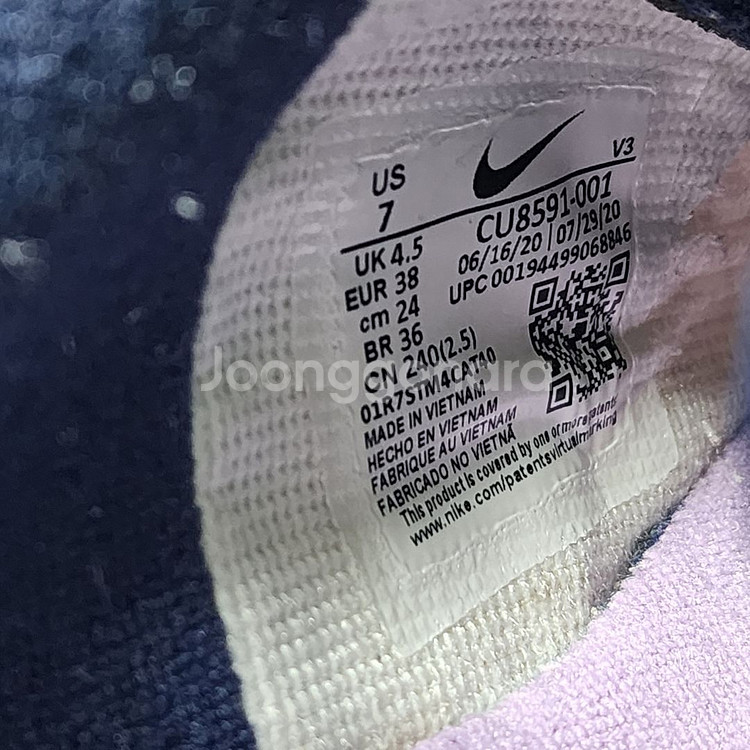 V3
US
7
CU8591-001
06/16/20 | 07/29/20
UPC 00194499068846
UK 4.5
EUR 38
cm 24
BR 36
CN 240(2.5)
01R7STM4CAT40
MADE IN VIETNAM
HECHO EN VIETNAM
FABRIQUE AU VIETNAM
FABRICADO NO VIETNÃ
This product is covered by one or more patents
www.nike.com/patentsvirtualmarking
Joonggonara